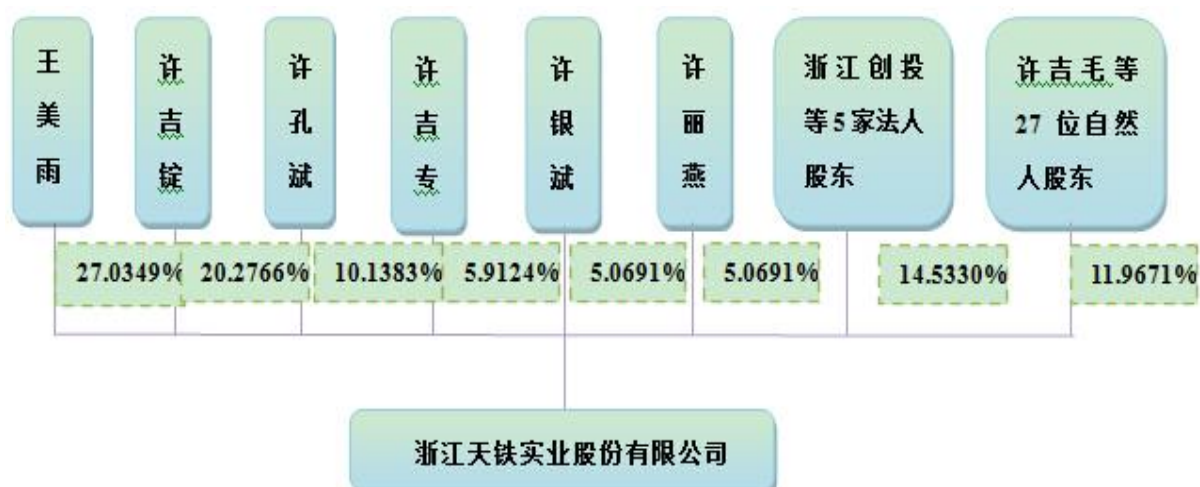 王美雨
许吉锭
许孔斌
许吉专
许银斌
许丽燕
浙江创投
等5家法人
股东
许吉毛等
27 位自然
人股东
27.0349%
20.2766%
10.1383%
5.9124%
5.0691%
5.0691%
14.5330%
11.9671%
浙江天铁实业股份有限公司